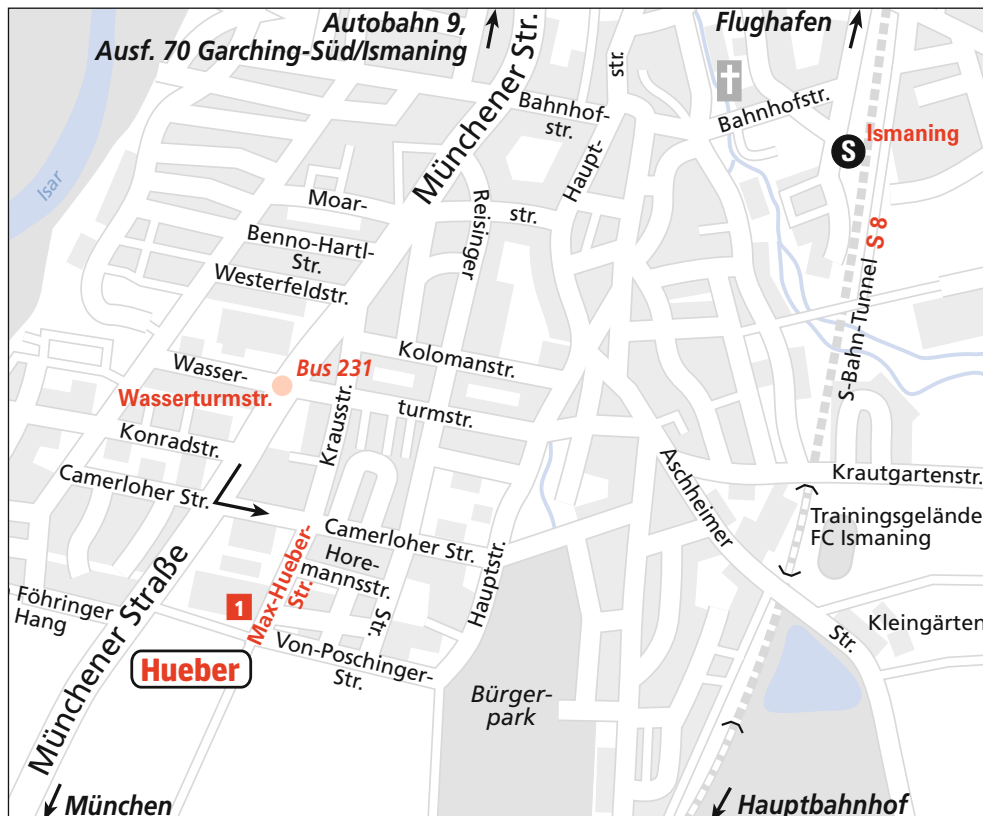 Autobahn 9,
Ausf. 70 Garching-Süd/Ismaning
Flughafen
Münchener Str.
Bahnhof-
str.
Haupt-
str.
Bahnhofstr.
S
Ismaning
Isar
Moar-
str.
Reisinger
Benno-Hartl-
Str.
Westerfeldstr.
S 8
S-Bahn-Tunnel
Kolomanstr.
Wasser-
turmstr.
Bus 231
Wasserturmstr.
Krausstr.
Konradstr.
Camerloher Str.
Aschheimer
Str.
Krautgartenstr.
Trainingsgelände
FC Ismaning
Camerloher Str.
Hore-
mannsstr.
Str.
Hauptstr.
Max-Hueber-
Str.
1
Föhringer
Hang
Münchener Straße
Von-Poschinger-
Str.
Kleingärten
Hueber
Bürger-
park
München
Hauptbahnhof